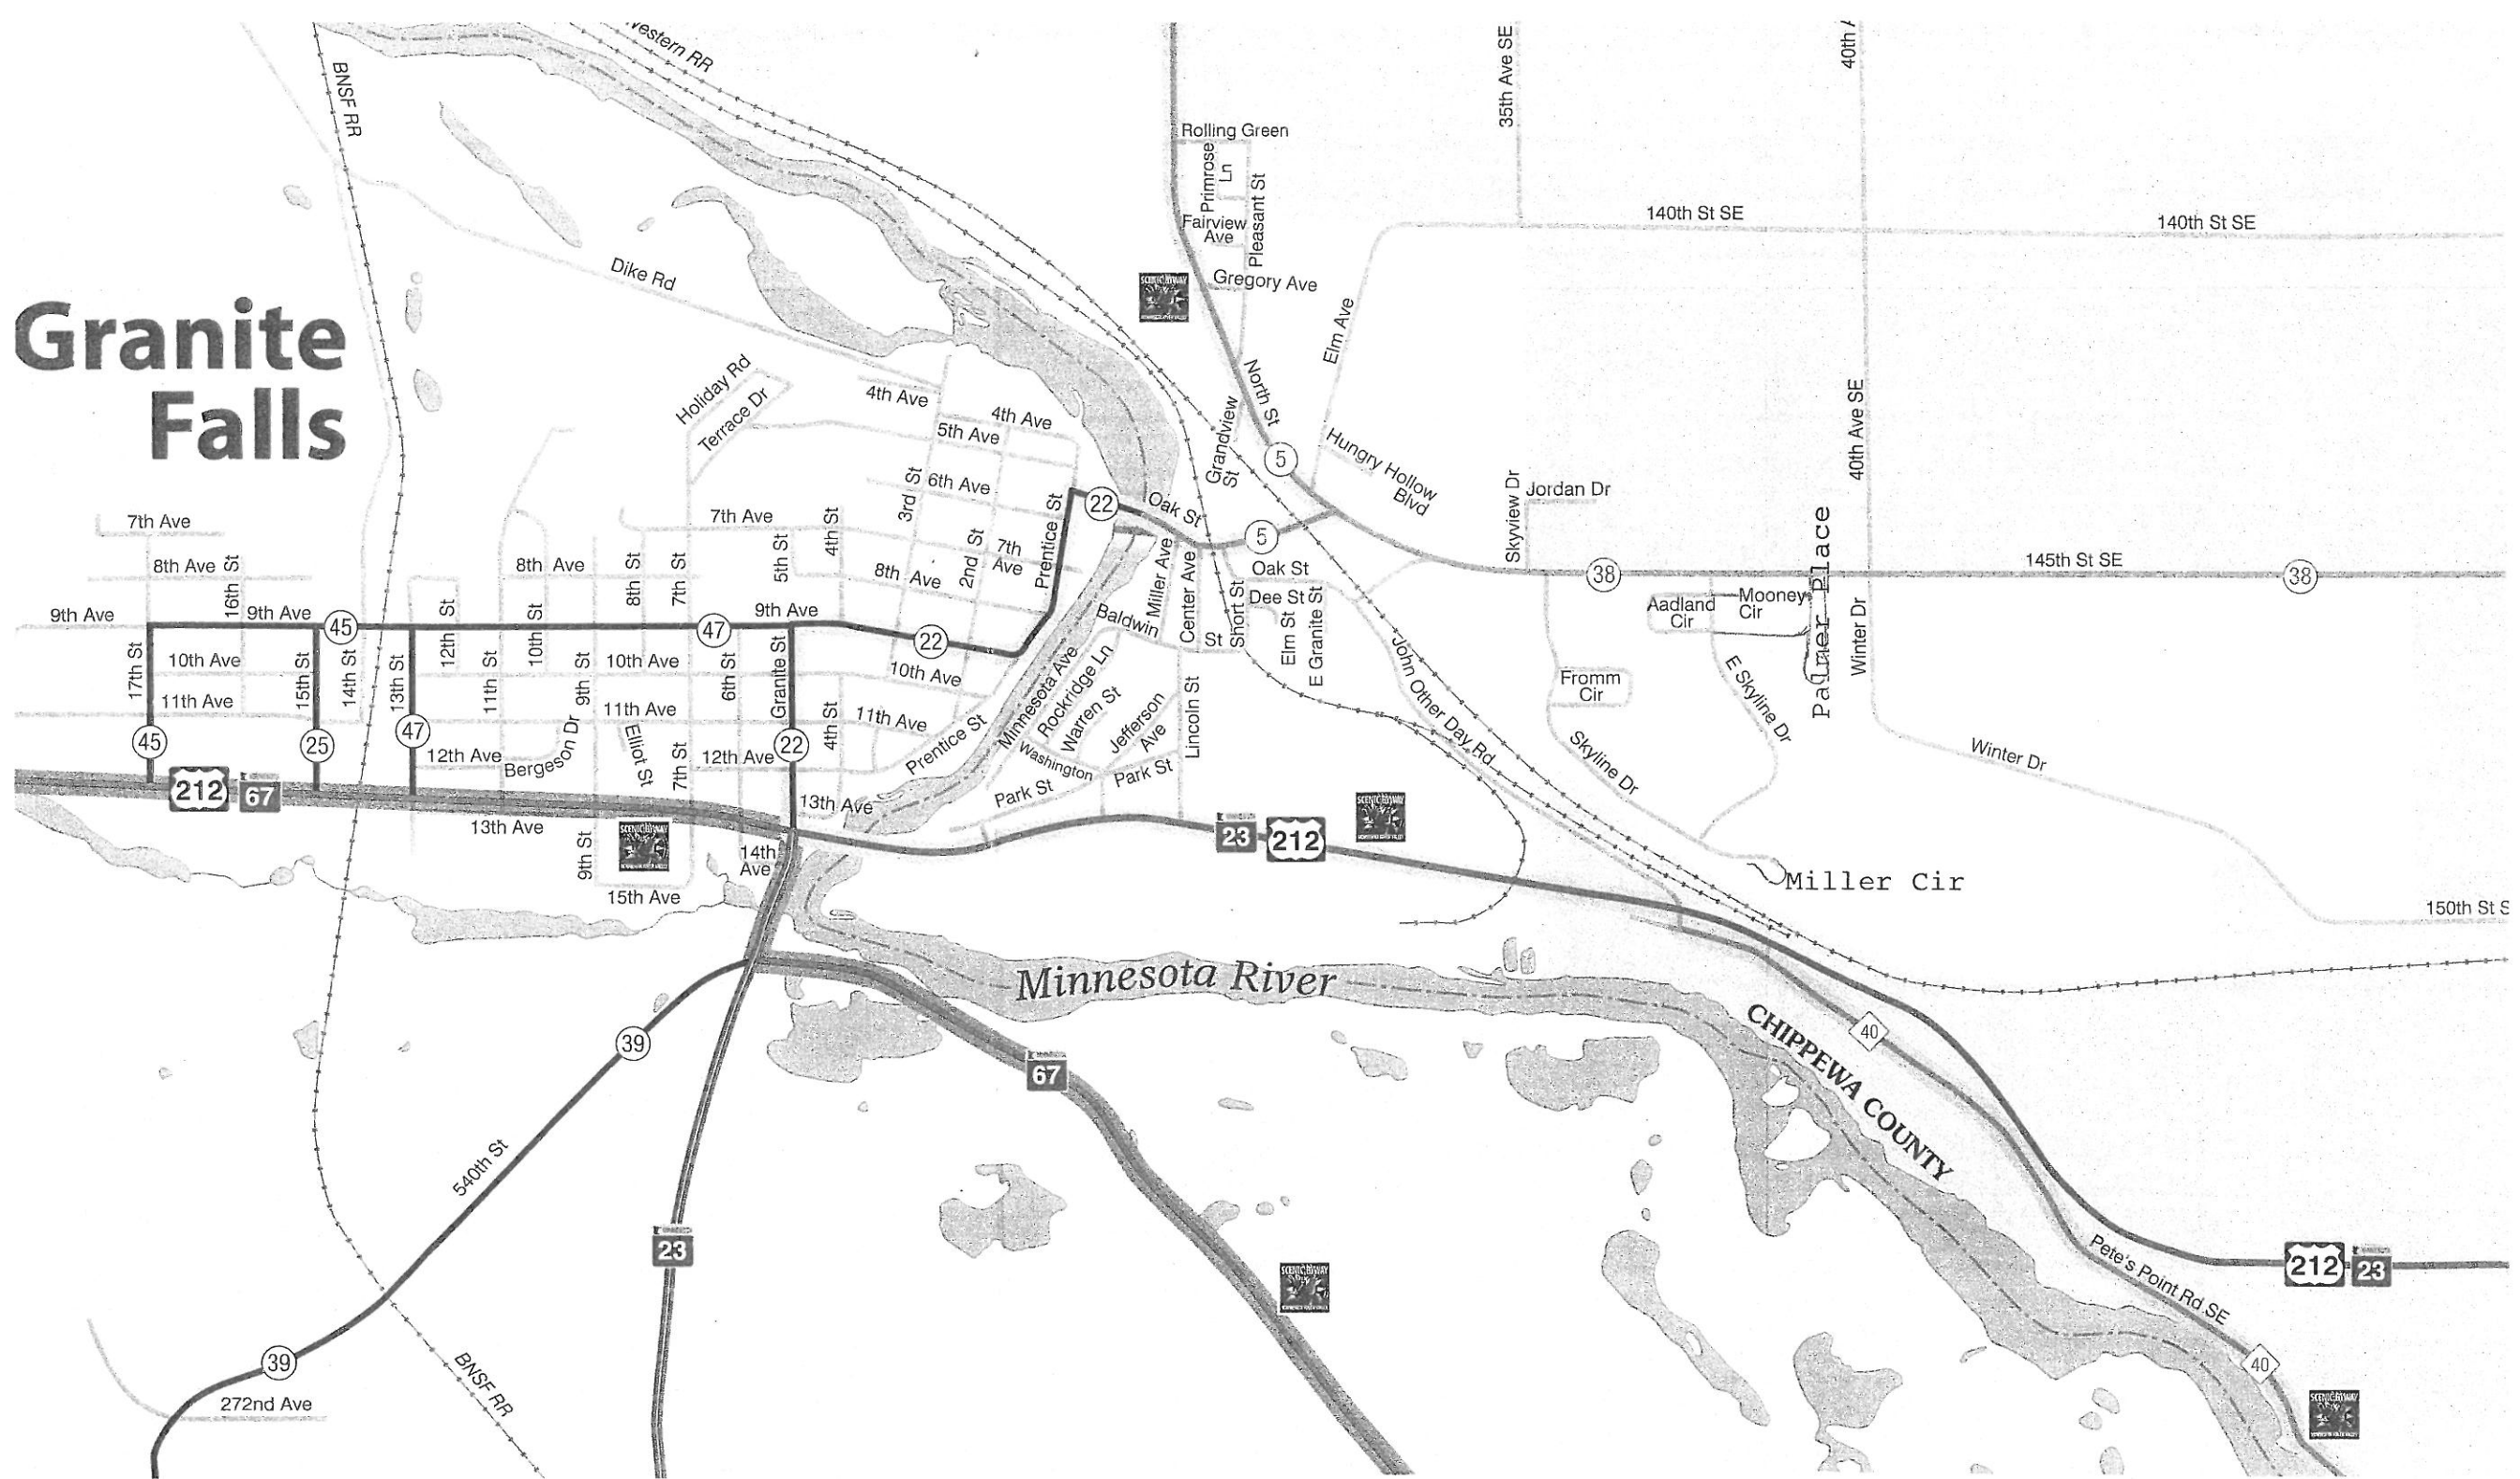 Western RR
BNSF RR
35th Ave SE
40th A
Rolling Green
Primrose
Ln
Pleasant St
Fairview
Ave
Gregory Ave
140th St SE
140th St SE
Dike Rd
Granite
Falls
Elm Ave
North St
Holiday Rd
Terrace Dr
4th Ave
4th Ave
5th Ave
6th Ave
3rd St
Grandview
St
5
Hungry Hollow
Blvd
40th Ave SE
Skyview Dr
Jordan Dr
22
Oak St
Prentice St
7th Ave
7th Ave
5th St
4th St
2nd St
7th
Ave
5
8th Ave
16th St
8th Ave
8th St
7th St
8th Ave
Miller Ave
Center Ave
Oak St
Dee St
Short St
Elm St
E Granite St
38
145th St SE
38
Palmer Place
Aadland
Cir
Mooney
Cir
Winter Dr
9th Ave
9th Ave
45
12th St
10th St
47
9th Ave
22
Baldwin
St
17th St
10th Ave
15th St
14th St
13th St
11th St
9th St
10th Ave
6th St
Granite St
10th Ave
Minnesota Ave
Rockridge Ln
Warren St
Jefferson
Ave
Lincoln St
John Other Day Rd
Fromm
Cir
E Skyline Dr
11th Ave
11th Ave
Elliot St
4th St
11th Ave
Prentice St
45
25
47
12th Ave
Bergeson Dr
7th St
12th Ave
22
Washington
Park St
Park St
Skyline Dr
Winter Dr
212
67
13th Ave
13th Ave
SCENIC BYWAY
9th St
14th
Ave
15th Ave
23
212
SCENIC BYWAY
Miller Cir
150th St S
Minnesota River
39
67
CHIPPEWA COUNTY
40
540th St
23
SCENIC BYWAY
Pete's Point Rd SE
212
23
40
SCENIC BYWAY
39
272nd Ave
BNSF RR
SCENIC BYWAY